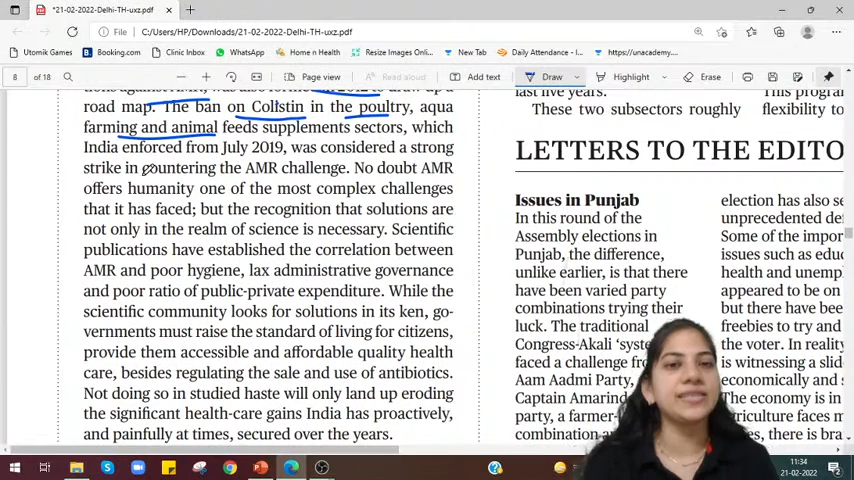 *21-02-2022-Delhi-TH-uxz.pdf
File
C:/Users/HP/Downloads/21-02-2022-Delhi-TH-uxz.pdf
Utomik Games
Booking.com
Clinic Inbox
WhatsApp
Home n Health
Resize Images Onlin...
New Tab
Daily Attendance - I...
https://unacademy....
8 of 18
Page view
Read aloud
Add text
Draw
Highlight
Erase
road map. The ban on Colistin in the poultry, aqua
farming and animal feeds supplements sectors, which
India enforced from July 2019, was considered a strong
strike in countering the AMR challenge. No doubt AMR
offers humanity one of the most complex challenges
that it has faced; but the recognition that solutions are
not only in the realm of science is necessary. Scientific
publications have established the correlation between
AMR and poor hygiene, lax administrative governance
and poor ratio of public-private expenditure. While the
scientific community looks for solutions in its ken, go-
vernments must raise the standard of living for citizens,
provide them accessible and affordable quality health
care, besides regulating the sale and use of antibiotics.
Not doing so in studied haste will only land up eroding
the significant health-care gains India has proactively,
and painfully at times, secured over the years.
last five years.
These two subsectors roughly
This program
flexibility to
LETTERS TO THE EDITO
Issues in Punjab
In this round of the
Assembly elections in
Punjab, the difference,
unlike earlier, is that there
have been varied party
combinations trying their
luck. The traditional
Congress-Akali 'syste
faced a challenge fro
Aam Aadmi Party,
Captain Amarind
party, a farmer-
combination a
election has also se
unprecedented de
Some of the impor
issues such as educ
health and unemp
appeared to be on
but there have been
freebies to try and
the voter. In reality
is witnessing a slid
economically and s
The economy is in
agriculture faces m
there is bra
11:34
21-02-2022